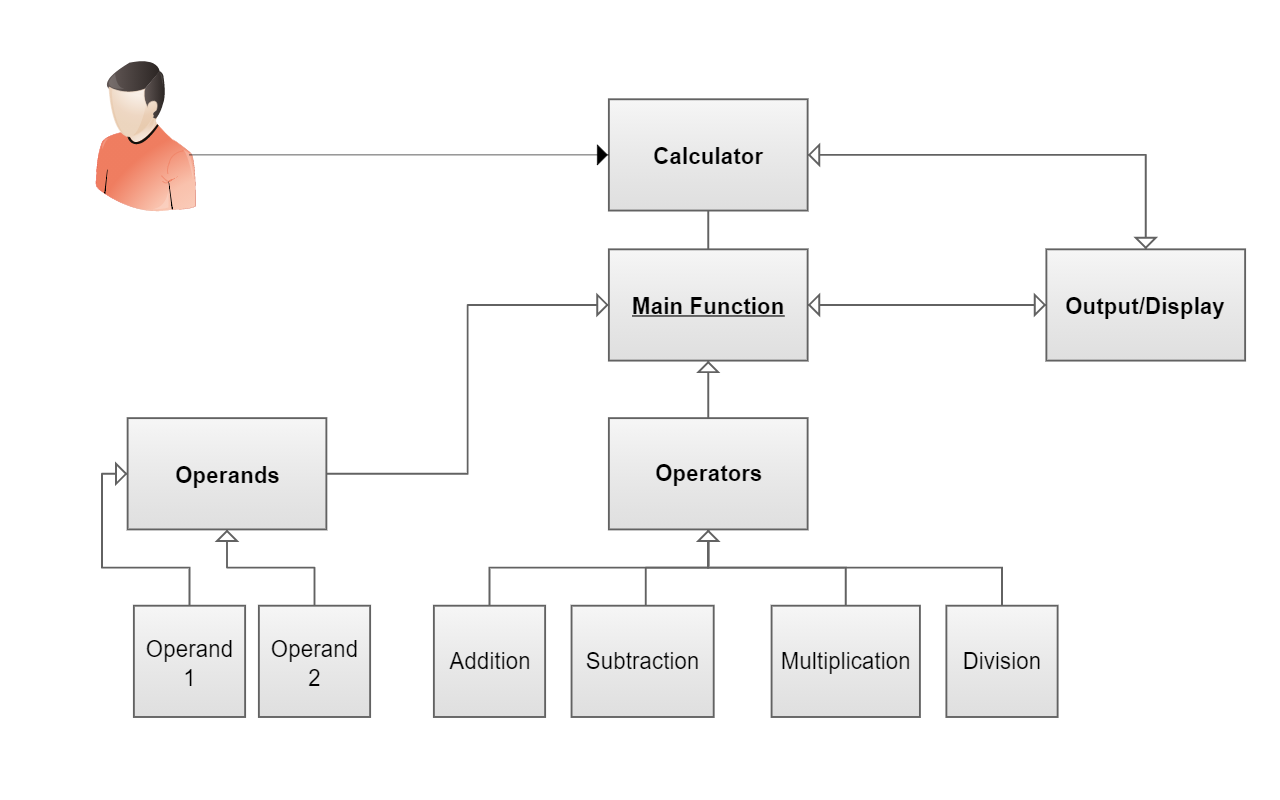 Calculator
Main Function
Output/Display
Operands
Operators
Operand
1
Operand
2
Addition
Subtraction
Multiplication
Division